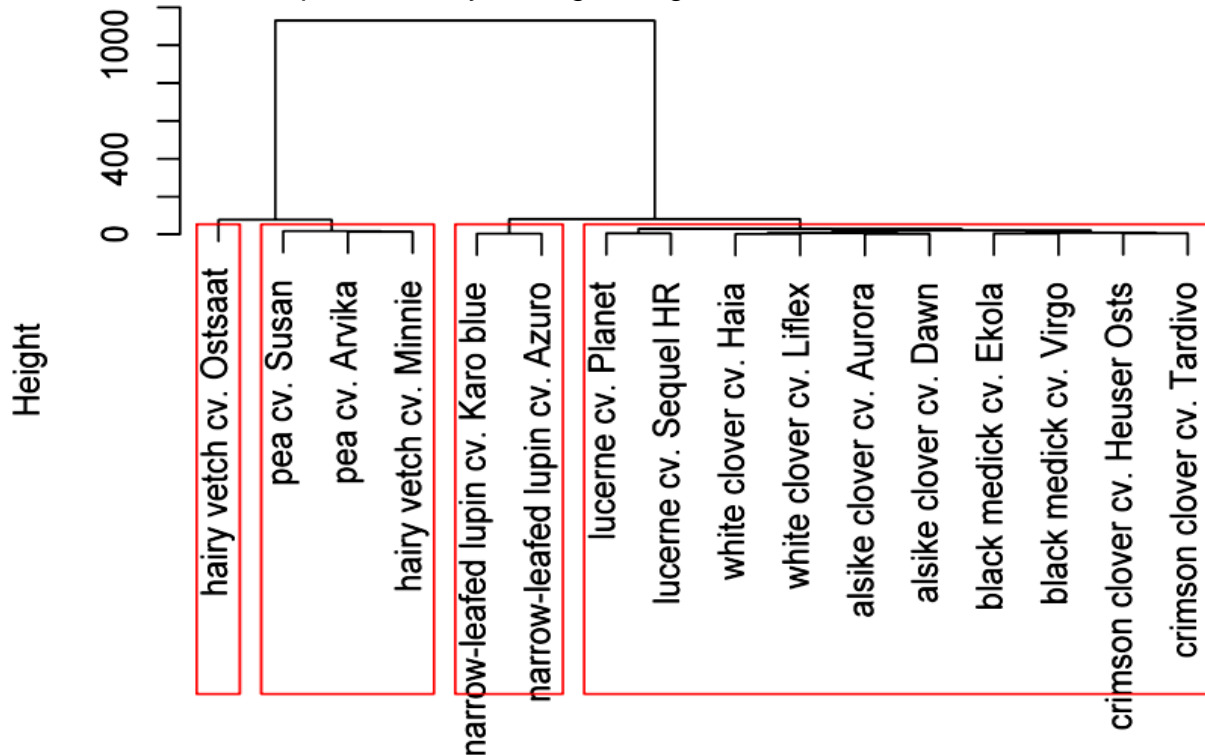 1000
400
0
Height
hairy vetch cv. Ostsaat
pea cv. Susan
pea cv. Arvika
hairy vetch cv. Minnie
narrow-leafed lupin cv. Karo blue
narrow-leafed lupin cv. Azuro
lucerne cv. Planet
lucerne cv. Sequel HR
white clover cv. Haia
white clover cv. Liflex
alsike clover cv. Aurora
alsike clover cv. Dawn
black medick cv. Ekola
black medick cv. Virgo
crimson clover cv. Heuser Osts
crimson clover cv. Tardivo